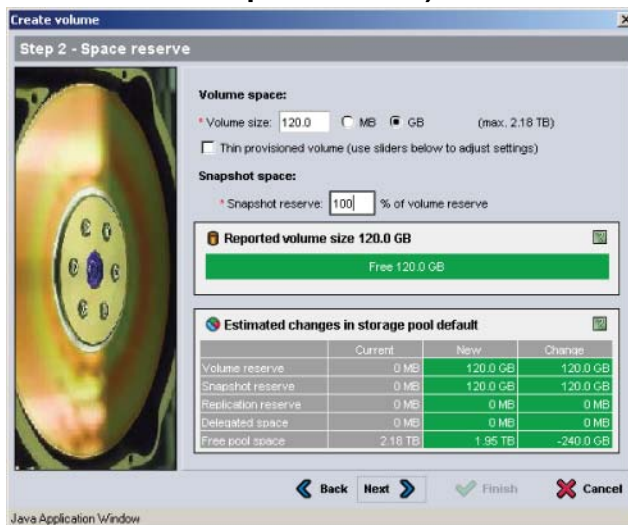 Create volume
Step 2 - Space reserve
Volume space:
* Volume size: 120.0 MB GB (max. 2.18 TB)
Thin provisioned volume (use sliders below to adjust settings)
Snapshot space:
* Snapshot reserve: 100 % of volume reserve
Reported volume size 120.0 GB
Free 120.0 GB
Estimated changes in storage pool default
Current New Change
Volume reserve 0 MB 120.0 GB 120.0 GB
Snapshot reserve 0 MB 120.0 GB 120.0 GB
Replication reserve 0 MB 0 MB 0 MB
Delegated space 0 MB 0 MB 0 MB
Free pool space 2.18 TB 1.95 TB -240.0 GB
Back Next Finish Cancel
Java Application Window